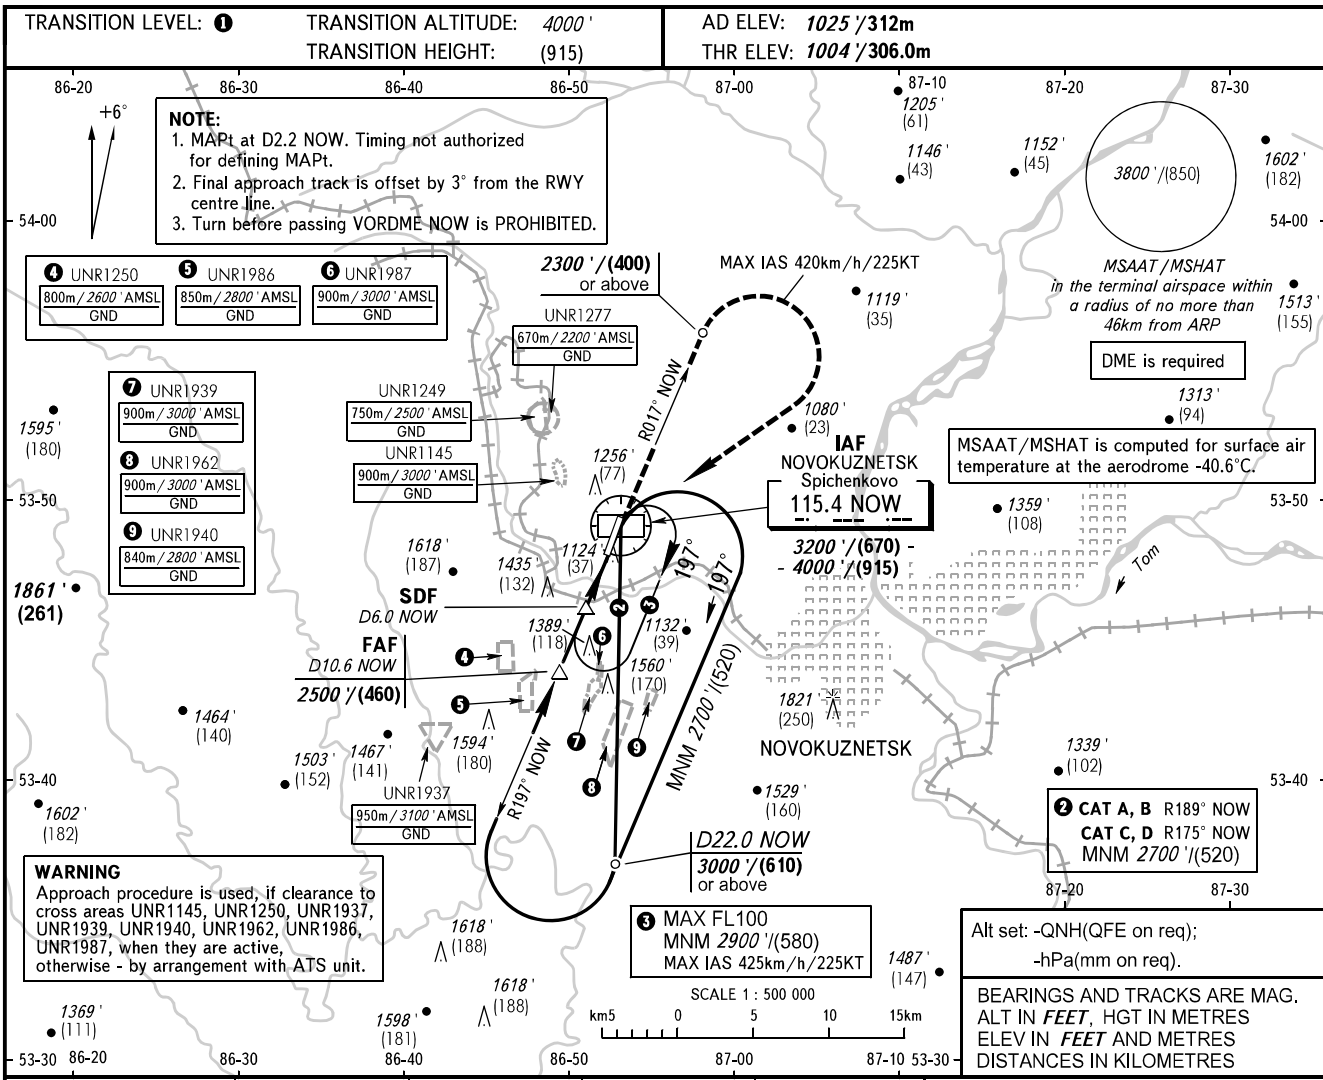 TRANSITION LEVEL: ❶
TRANSITION ALTITUDE: 4000 '
TRANSITION HEIGHT: (915)
AD ELEV: 1025 '/312m
THR ELEV: 1004 '/306.0m
86-20 86-30 86-40 86-50 87-00 87-10 87-20 87-30
+6°
NOTE:
1. MAPt at D2.2 NOW. Timing not authorized
for defining MAPt.
2. Final approach track is offset by 3° from the RWY
centre line.
3. Turn before passing VORDME NOW is PROHIBITED.
1205 '
(61)
1146 '
(43)
1152 '
(45)
3800 '/(850)
1602 '
(182)
54-00
54-00
MSAAT/MSHAT
in the terminal airspace within
a radius of no more than
46km from ARP
1513 '
(155)
DME is required
❹ UNR1250
800m/2600 'AMSL
GND
❺ UNR1986
850m/2800 'AMSL
GND
❻ UNR1987
900m/3000 'AMSL
GND
2300 '/(400)
or above
MAX IAS 420km/h/225KT
1119 '
(35)
UNR1277
670m/2200 'AMSL
GND
❼ UNR1939
900m/3000 'AMSL
GND
❽ UNR1962
900m/3000 'AMSL
GND
❾ UNR1940
840m/2800 'AMSL
GND
UNR1249
750m/2500 'AMSL
GND
UNR1145
900m/3000 'AMSL
GND
R017° NOW
1595 '
(180)
1256 '
(77)
1080 '
(23)
1313 '
(94)
MSAAT/MSHAT is computed for surface air
temperature at the aerodrome -40.6°C.
IAF
NOVOKUZNETSK
Spichenkovo
115.4 NOW
3200 '/(670) -
- 4000 '/(915)
53-50
53-50
1359 '
(108)
Tom
1861 '
(261)
1618 '
(187)
1435 '
(132)
1124 '
(37)
197°
197°
SDF
D6.0 NOW
❷
❸
1389 '
(118)
❻
1132 '
(39)
FAF
D10.6 NOW
2500 '/(460)
❹
❺
1560 '
(170)
❼
❾
❽
MNM 2700 '/(520)
1821 '
(250)
NOVOKUZNETSK
1464 '
(140)
1467 '
(141)
1594 '
(180)
1503 '
(152)
R197° NOW
1339 '
(102)
53-40
53-40
1602 '
(182)
UNR1937
950m/3100 'AMSL
GND
1529 '
(160)
D22.0 NOW
3000 '/(610)
or above
❷ CAT A, B R189° NOW
CAT C, D R175° NOW
MNM 2700 '/(520)
WARNING
Approach procedure is used, if clearance to
cross areas UNR1145, UNR1250, UNR1937,
UNR1939, UNR1940, UNR1962, UNR1986,
UNR1987, when they are active,
otherwise - by arrangement with ATS unit.
87-20 87-30
❸ MAX FL100
MNM 2900 '/(580)
MAX IAS 425km/h/225KT
1618 '
(188)
1618 '
(188)
1487 '
(147)
1369 '
(111)
1598 '
(181)
SCALE 1 : 500 000
km5 0 5 10 15km
Alt set: -QNH(QFE on req);
-hPa(mm on req).
BEARINGS AND TRACKS ARE MAG.
ALT IN FEET, HGT IN METRES
ELEV IN FEET AND METRES
DISTANCES IN KILOMETRES
53-30 86-20 86-30 86-40 86-50 87-00 87-10 53-30